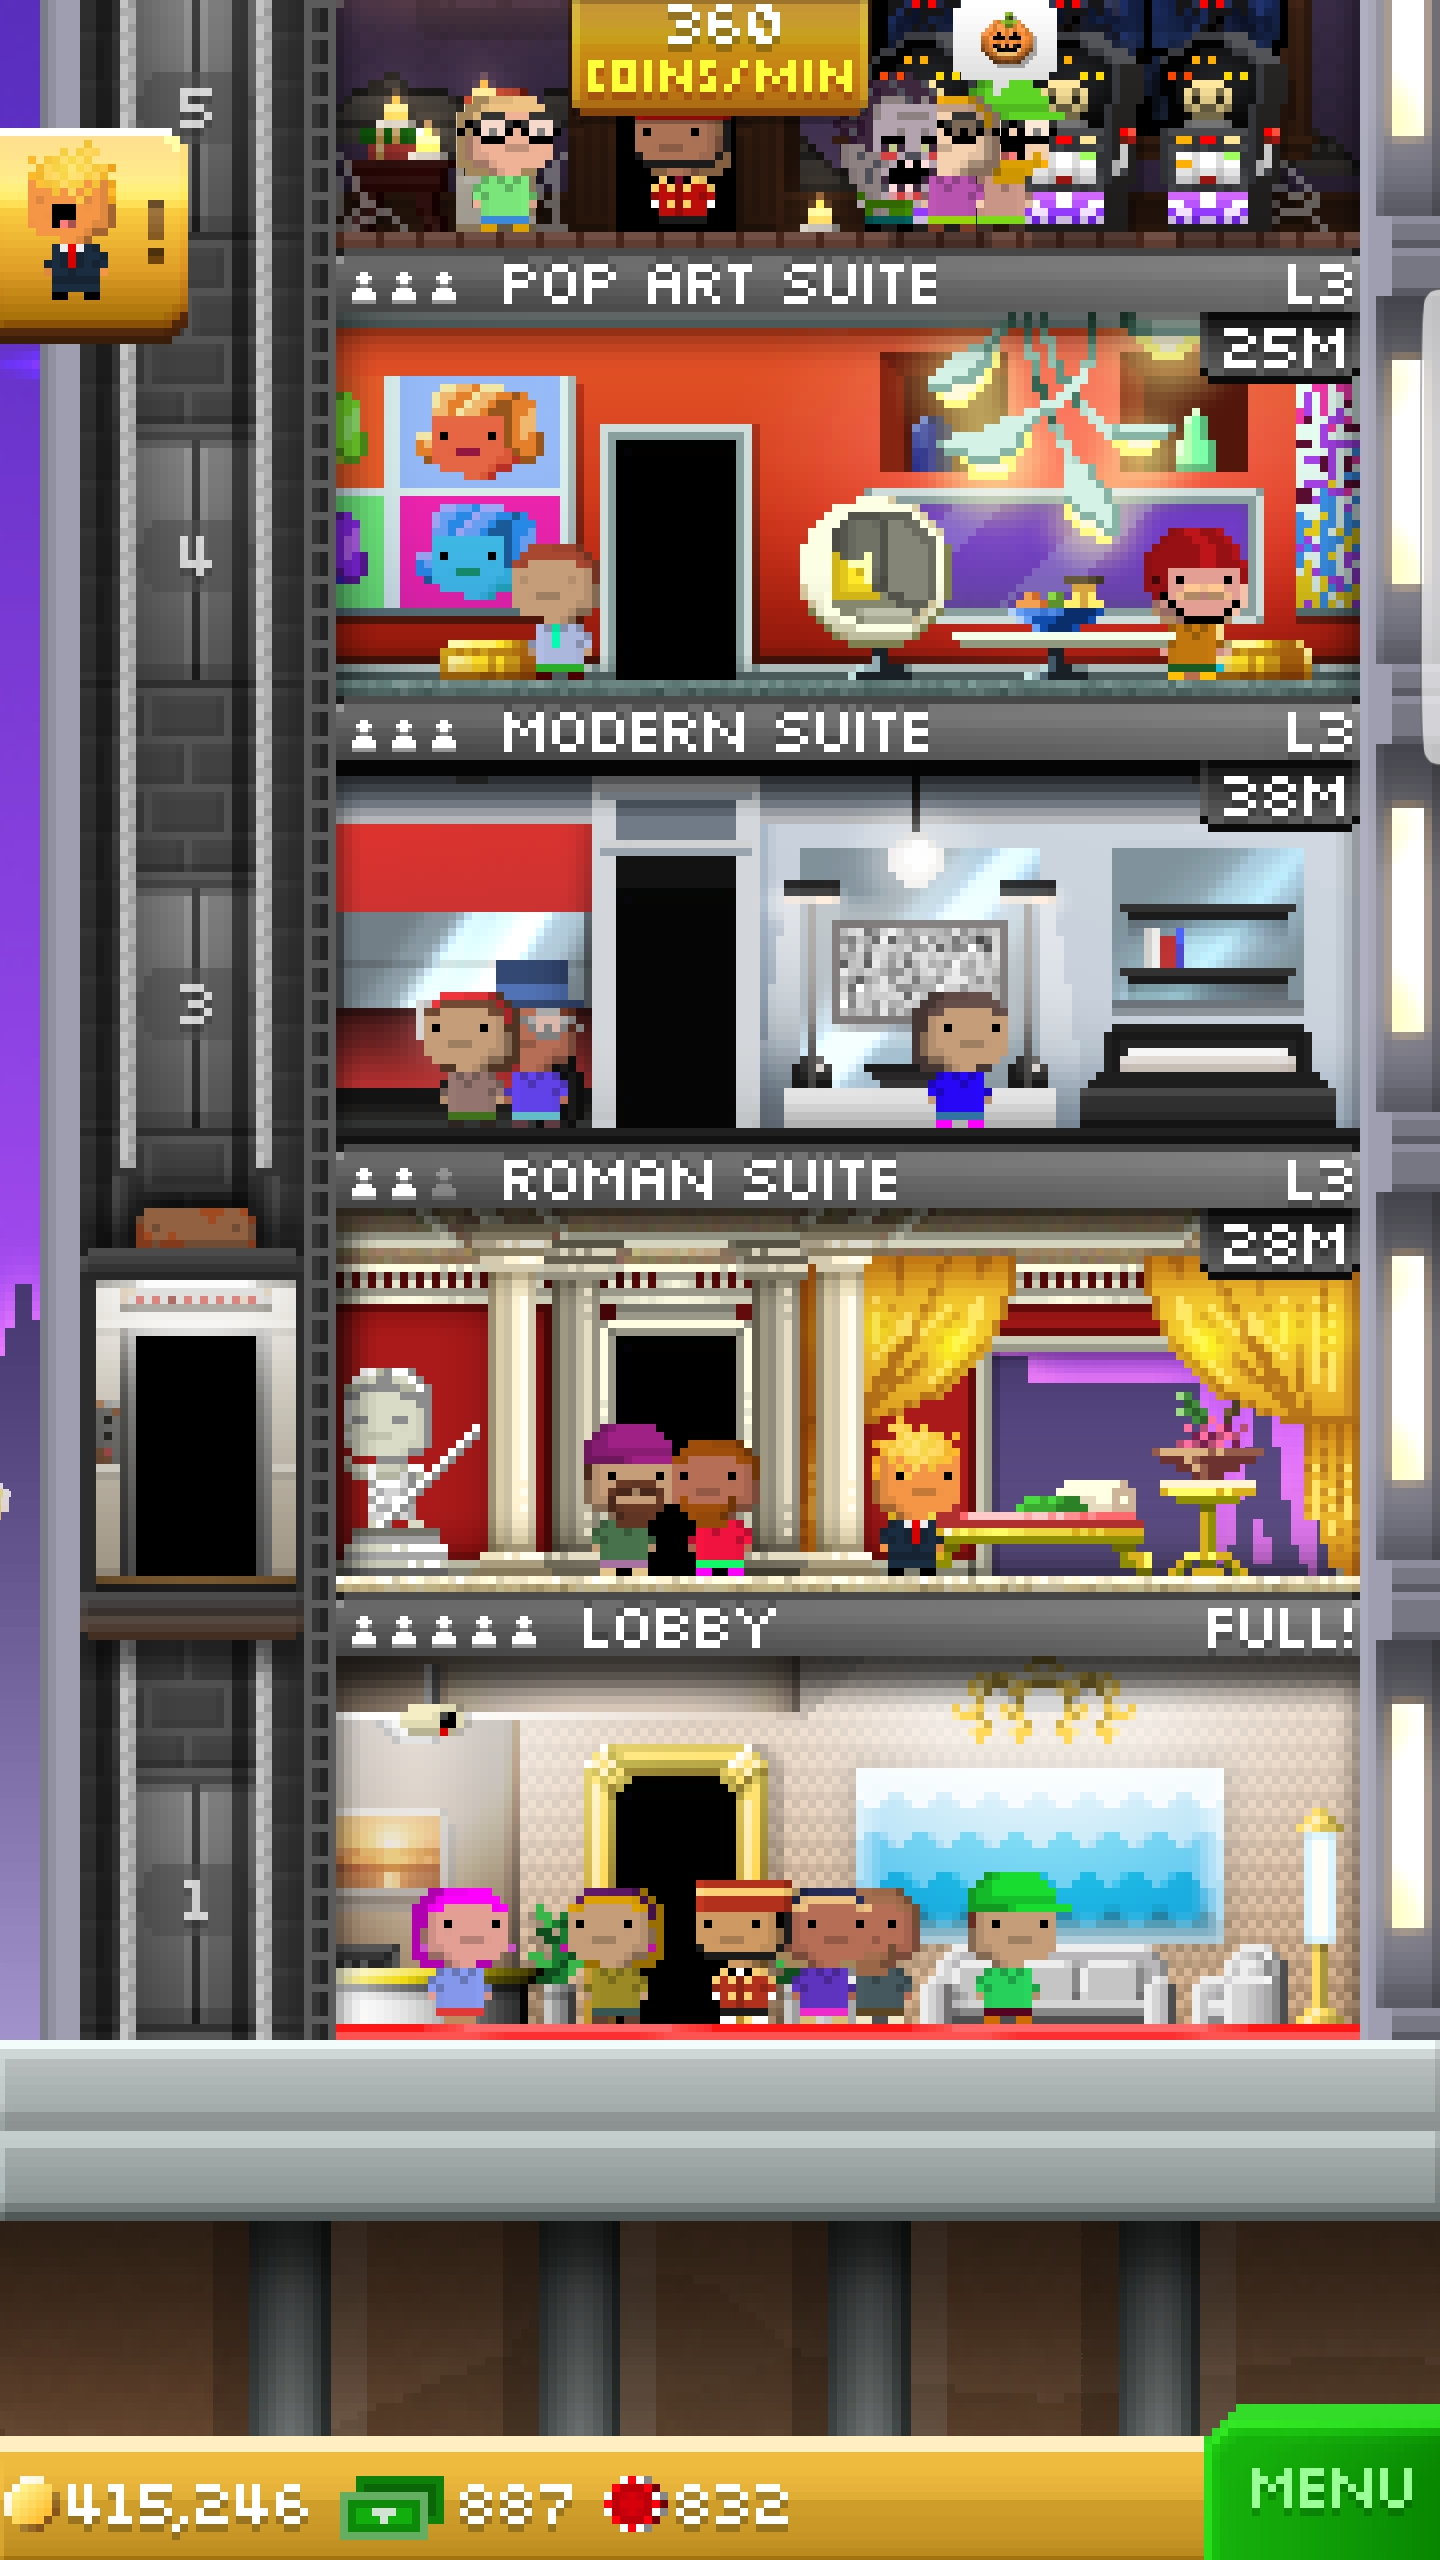 360
COINS/MIN
5
!
POP ART SUITE L3
25M
4
MODERN SUITE L3
38M
3
ROMAN SUITE L3
28M
LOBBY FULL!
1
415,246 887 832
MENU